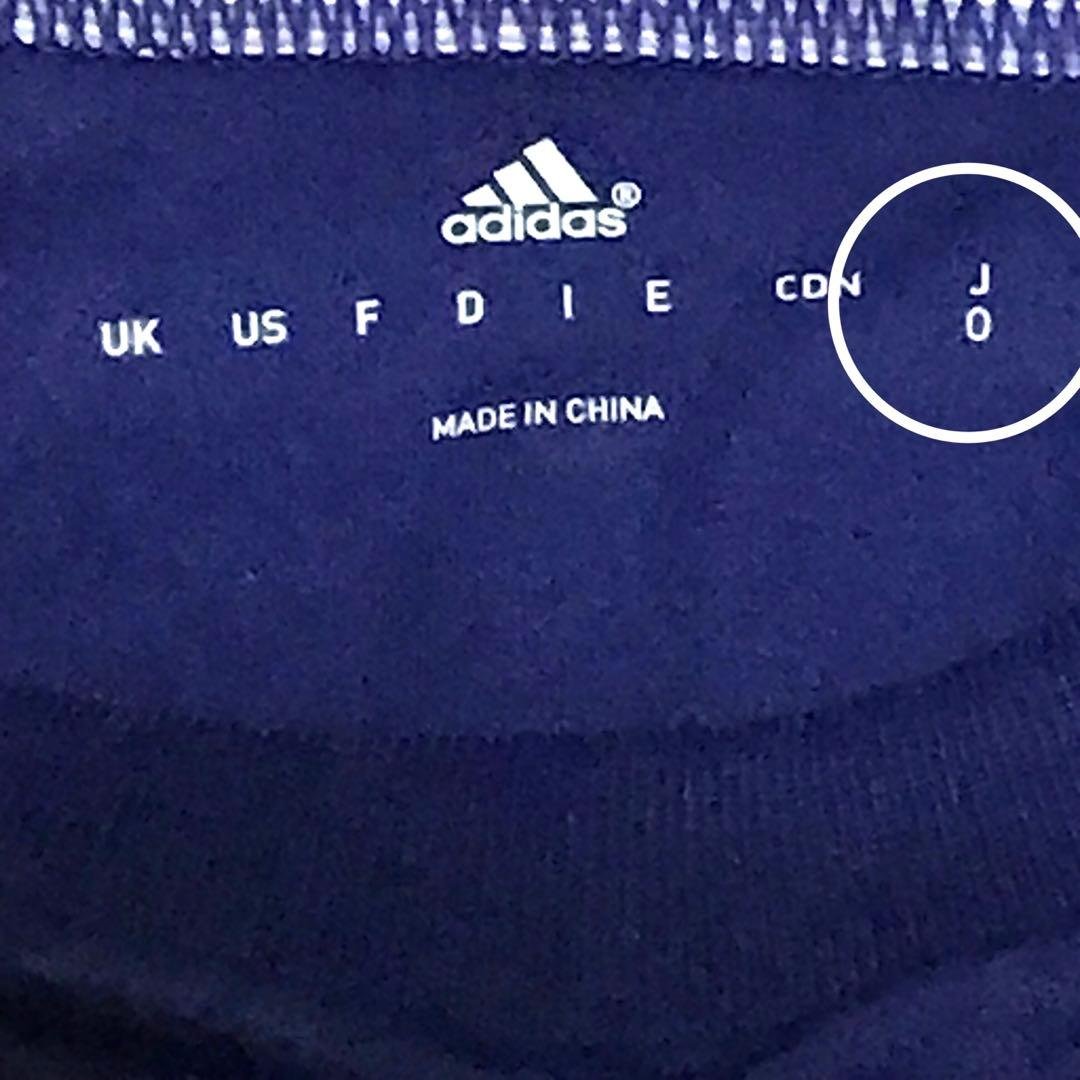 adidas®
UK US F D I E CDN J
O
MADE IN CHINA